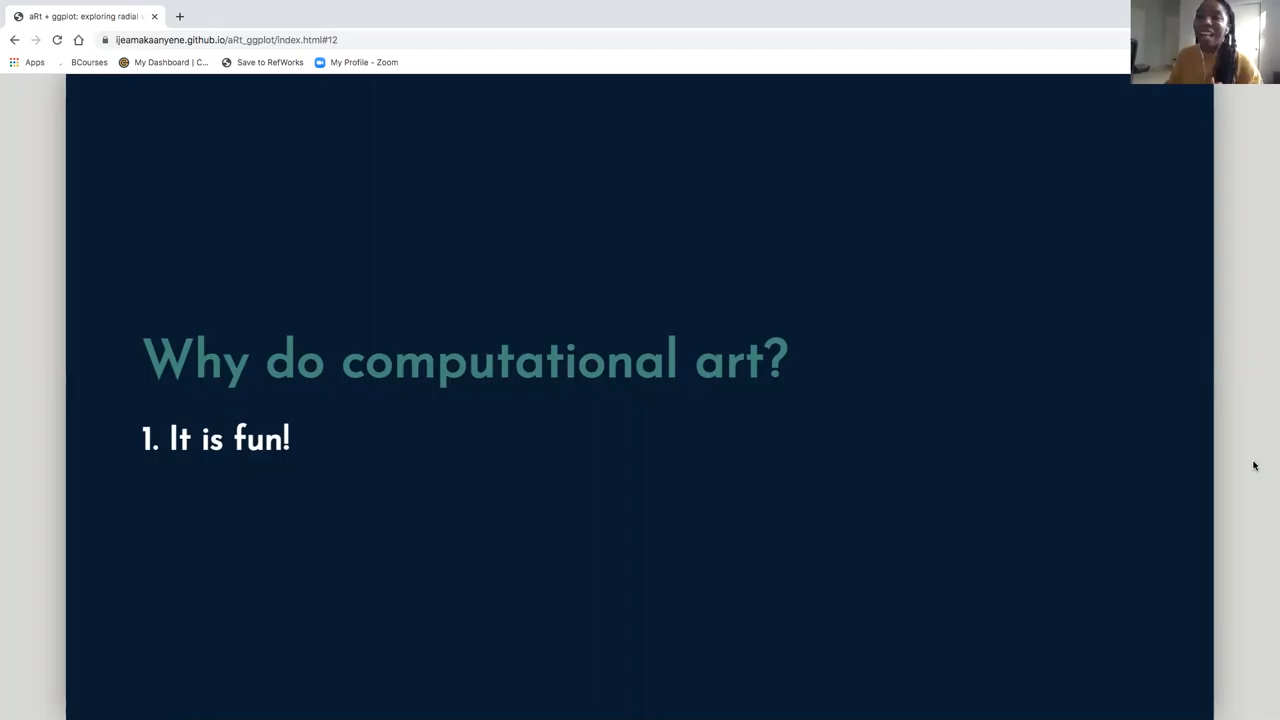 aRt + ggplot: exploring radial
ijeamakaanyene.github.io/aRt_ggplot/index.html#12
Apps BCourses My Dashboard | C... Save to RefWorks My Profile - Zoom
Why do computational art?
1. It is fun!